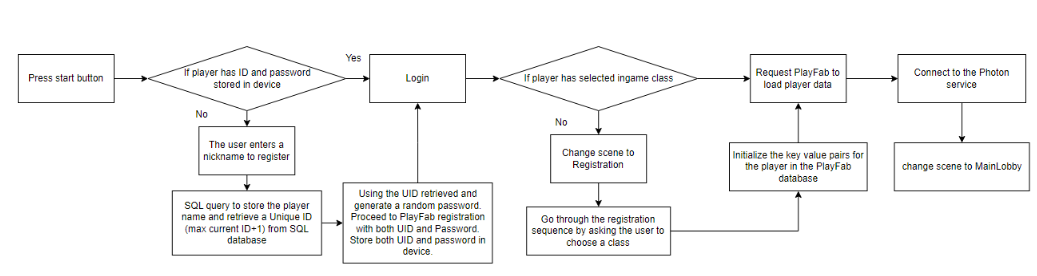 Press start button
If player has ID and password
stored in device
Yes
No
Login
The user enters a
nickname to register
SQL query to store the player
name and retrieve a Unique ID
(max current ID+1) from SQL
database
Using the UID retrieved and
generate a random password.
Proceed to PlayFab registration
with both UID and Password.
Store both UID and password in
device.
If player has selected ingame class
No
Change scene to
Registration
Go through the registration
sequence by asking the user to
choose a class
Request PlayFab to
load player data
Initialize the key value pairs for
the player in the PlayFab
database
Connect to the Photon
service
change scene to MainLobby